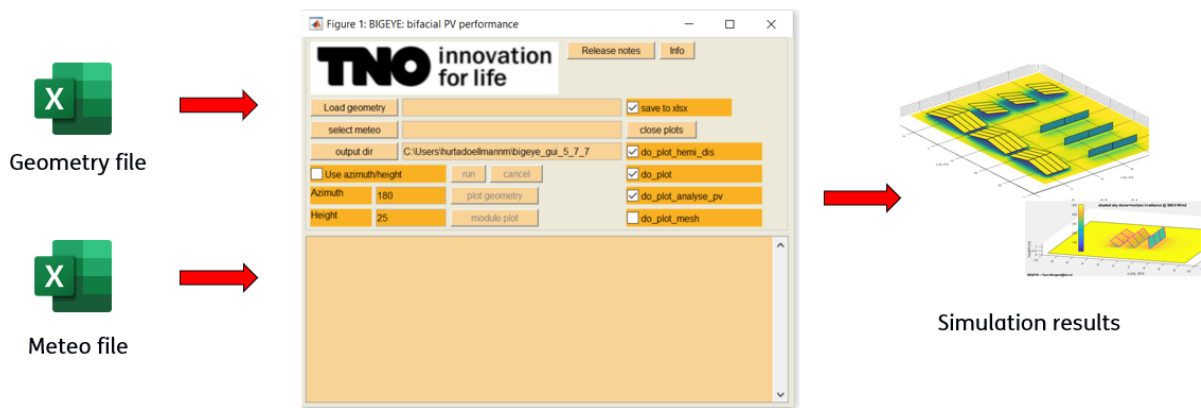 Figure 1: BIGEYE: bifacial PV performance
TNO innovation
for life
Release notes
Info
Load geometry
save to xlsx
select meteo
close plots
output dir
C:\Users\hurtadoellmannm\bigeye_gui_5_7_7
do_plot_hemi_dis
Use azimuth/height
run
cancel
do_plot
Azimuth
180
plot geometry
do_plot_analyse_pv
Height
25
module plot
do_plot_mesh
X
Geometry file
X
Meteo file
Simulation results